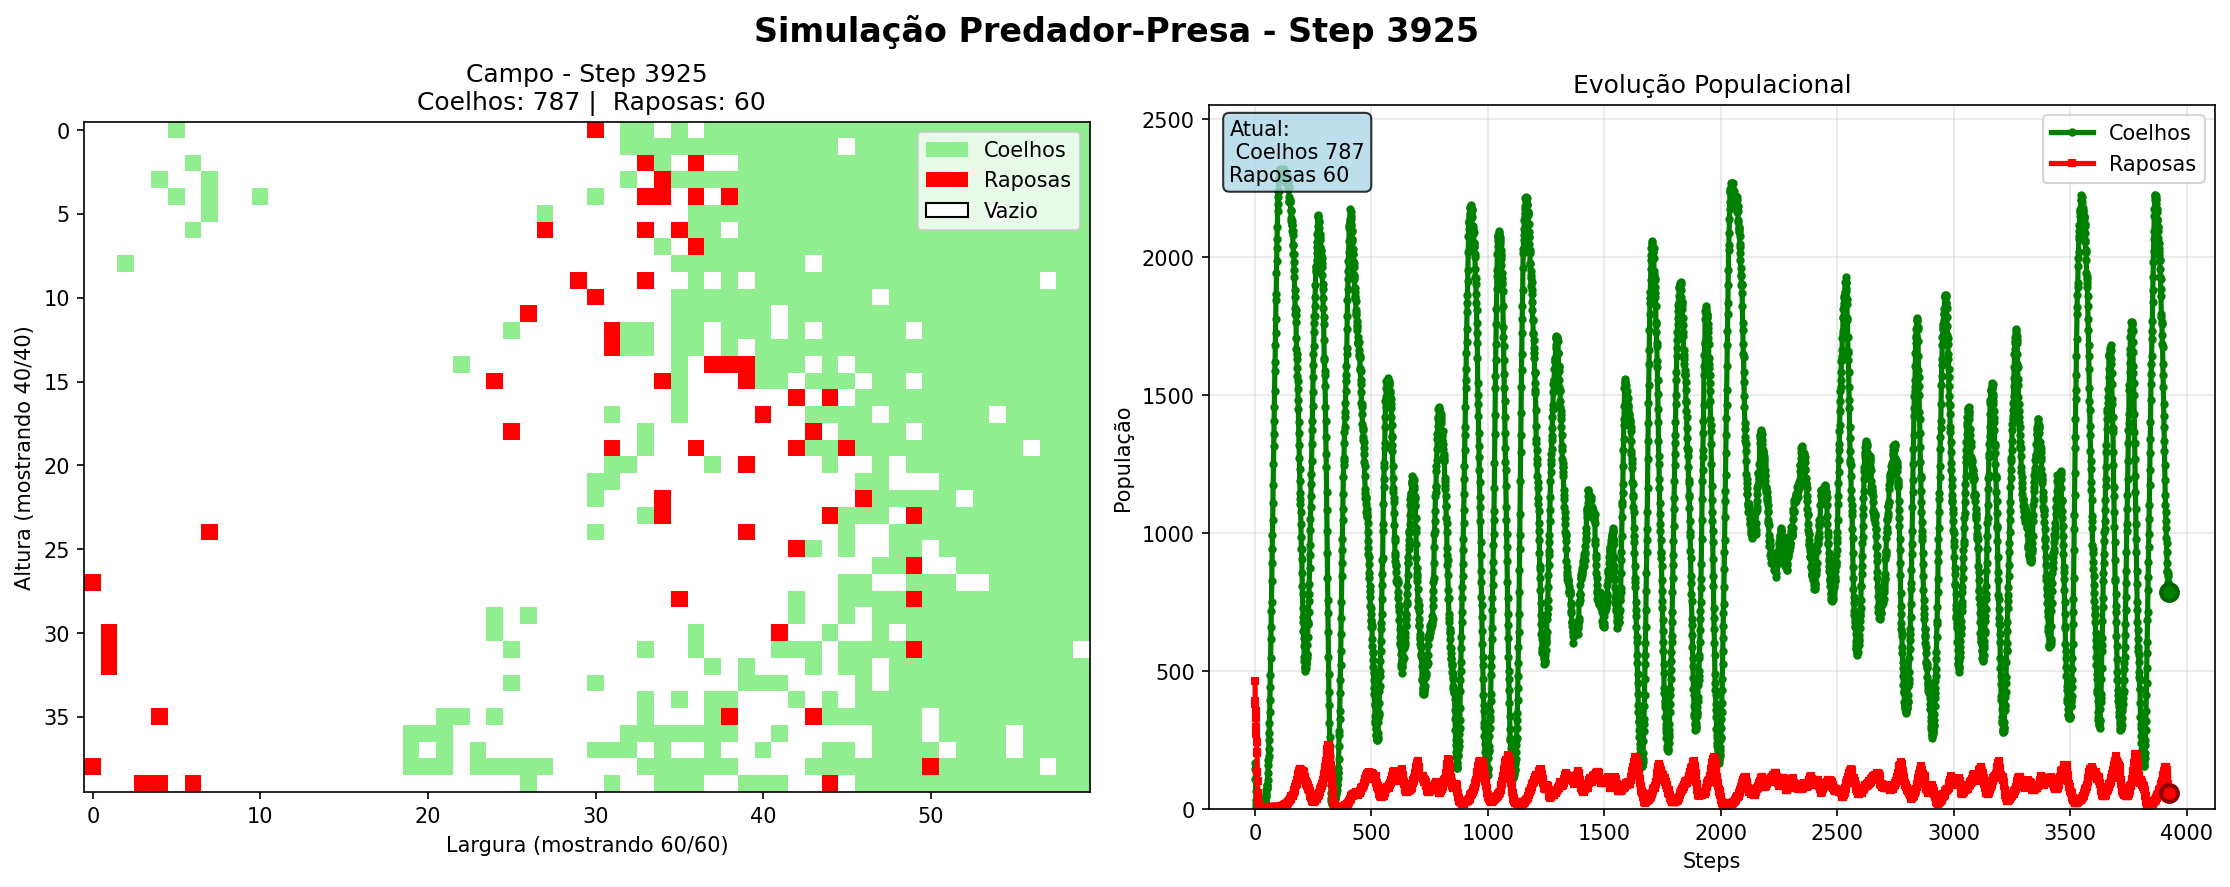 Simulação Predador-Presa - Step 3925
Campo - Step 3925
Coelhos: 787 |  Raposas: 60
Coelhos
Raposas
Vazio
Altura (mostrando 40/40)
0
5
10
15
20
25
30
35
0
10
20
30
40
50
Largura (mostrando 60/60)
Evolução Populacional
Atual:
Coelhos 787
Raposas 60
Coelhos
Raposas
População
2500
2000
1500
1000
500
0
0
500
1000
1500
2000
2500
3000
3500
4000
Steps